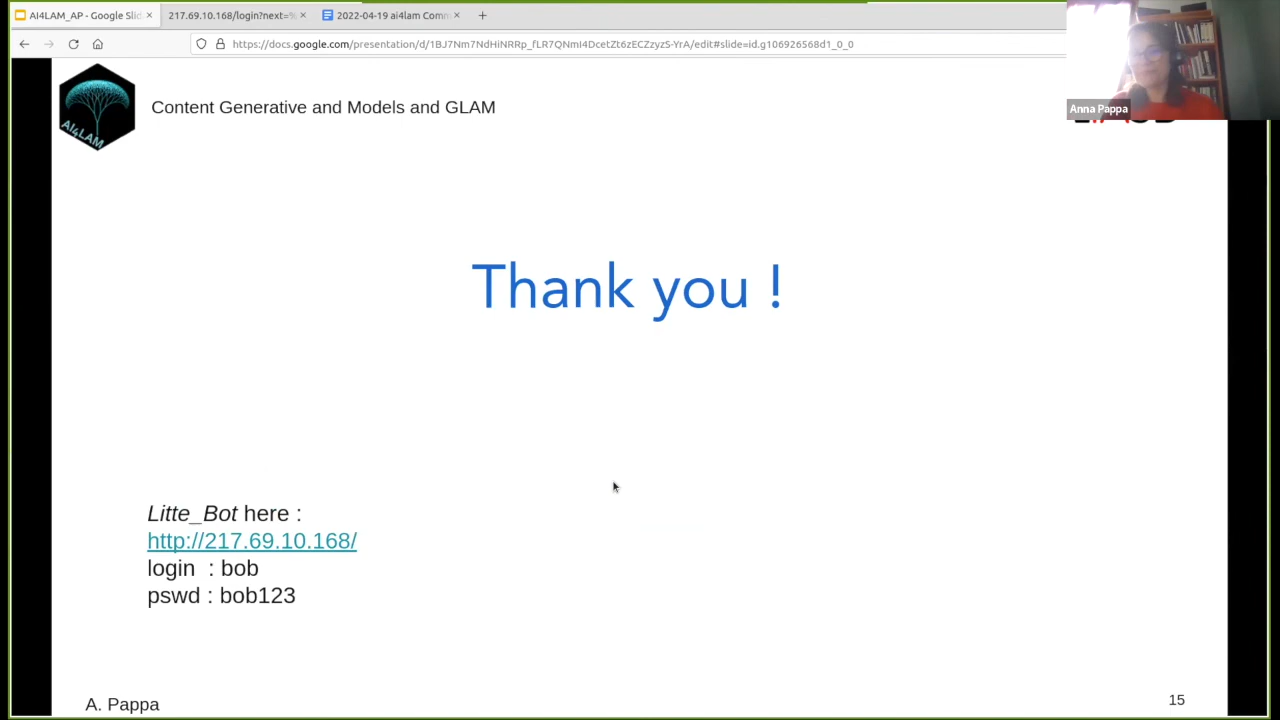 AI4LAM_AP - Google Slid
217.69.10.168/login?next=%
2022-04-19 ai4lam Comm
https://docs.google.com/presentation/d/1BJ7Nm7NdHiNRRp_fLR7QNmI4DcetZt6zECZzyzS-YrA/edit#slide=id.g106926568d1_0_0
Anna Pappa
AI4LAM
Content Generative and Models and GLAM
Thank you !
Litte_Bot here :
http://217.69.10.168/
login : bob
pswd : bob123
A. Pappa
15